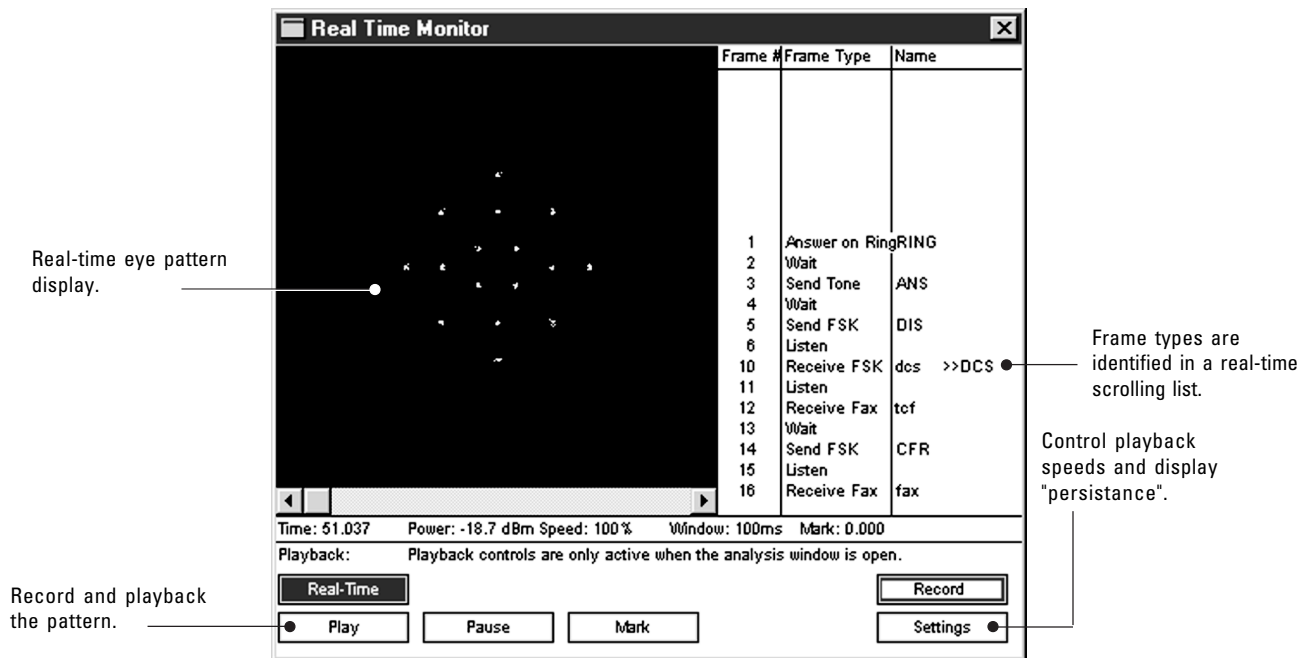 Real Time Monitor
Frame # Frame Type Name
1 Answer on Ring RING
2 Wait
3 Send Tone ANS
4 Wait
5 Send FSK DIS
6 Listen
10 Receive FSK dcs >>DCS
11 Listen
12 Receive Fax tcf
13 Wait
14 Send FSK CFR
15 Listen
16 Receive Fax fax
Time: 51.037 Power: -18.7 dBm Speed: 100% Window: 100ms Mark: 0.000
Playback: Playback controls are only active when the analysis window is open.
Real-Time
Record
Play
Pause
Mark
Settings
Real-time eye pattern
display.
Record and playback
the pattern.
Frame types are
identified in a real-time
scrolling list.
Control playback
speeds and display
"persistance".